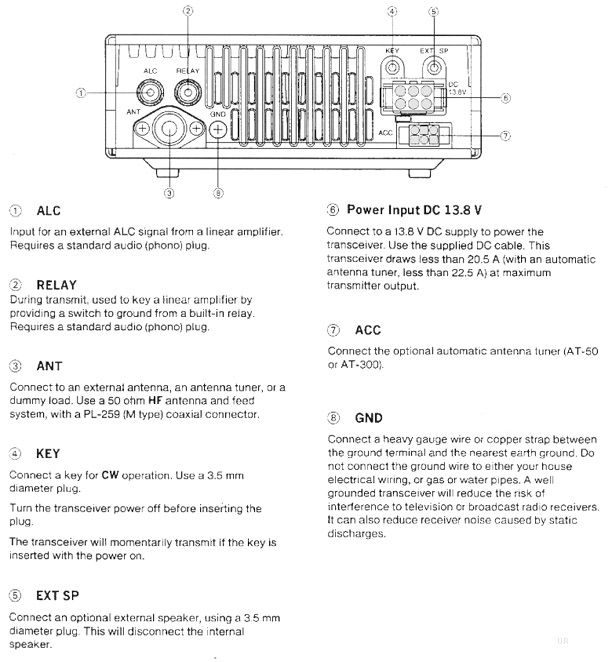 ② ④ ⑤
KEY EXT. SP
ALC RELAY
DC
13.8V
① ⑥
ANT
GND
ACC ⑦
③ ⑧
① ALC
Input for an external ALC signal from a linear amplifier.
Requires a standard audio (phono) plug.
② RELAY
During transmit, used to key a linear amplifier by
providing a switch to ground from a built-in relay.
Requires a standard audio (phono) plug.
③ ANT
Connect to an external antenna, an antenna tuner, or a
dummy load. Use a 50 ohm HF antenna and feed
system, with a PL-259 (M type) coaxial connector.
④ KEY
Connect a key for CW operation. Use a 3.5 mm
diameter plug.
Turn the transceiver power off before inserting the
plug.
The transceiver will momentarily transmit if the key is
inserted with the power on.
⑤ EXT SP
Connect an optional external speaker, using a 3.5 mm
diameter plug. This will disconnect the internal
speaker.
⑥ Power Input DC 13.8 V
Connect to a 13.8 V DC supply to power the
transceiver. Use the supplied DC cable. This
transceiver draws less than 20.5 A (with an automatic
antenna tuner, less than 22.5 A) at maximum
transmitter output.
⑦ ACC
Connect the optional automatic antenna tuner (AT-50
or AT-300).
⑧ GND
Connect a heavy gauge wire or copper strap between
the ground terminal and the nearest earth ground. Do
not connect the ground wire to either your house
electrical wiring, or gas or water pipes. A well
grounded transceiver will reduce the risk of
interference to television or broadcast radio receivers.
It can also reduce receiver noise caused by static
discharges.